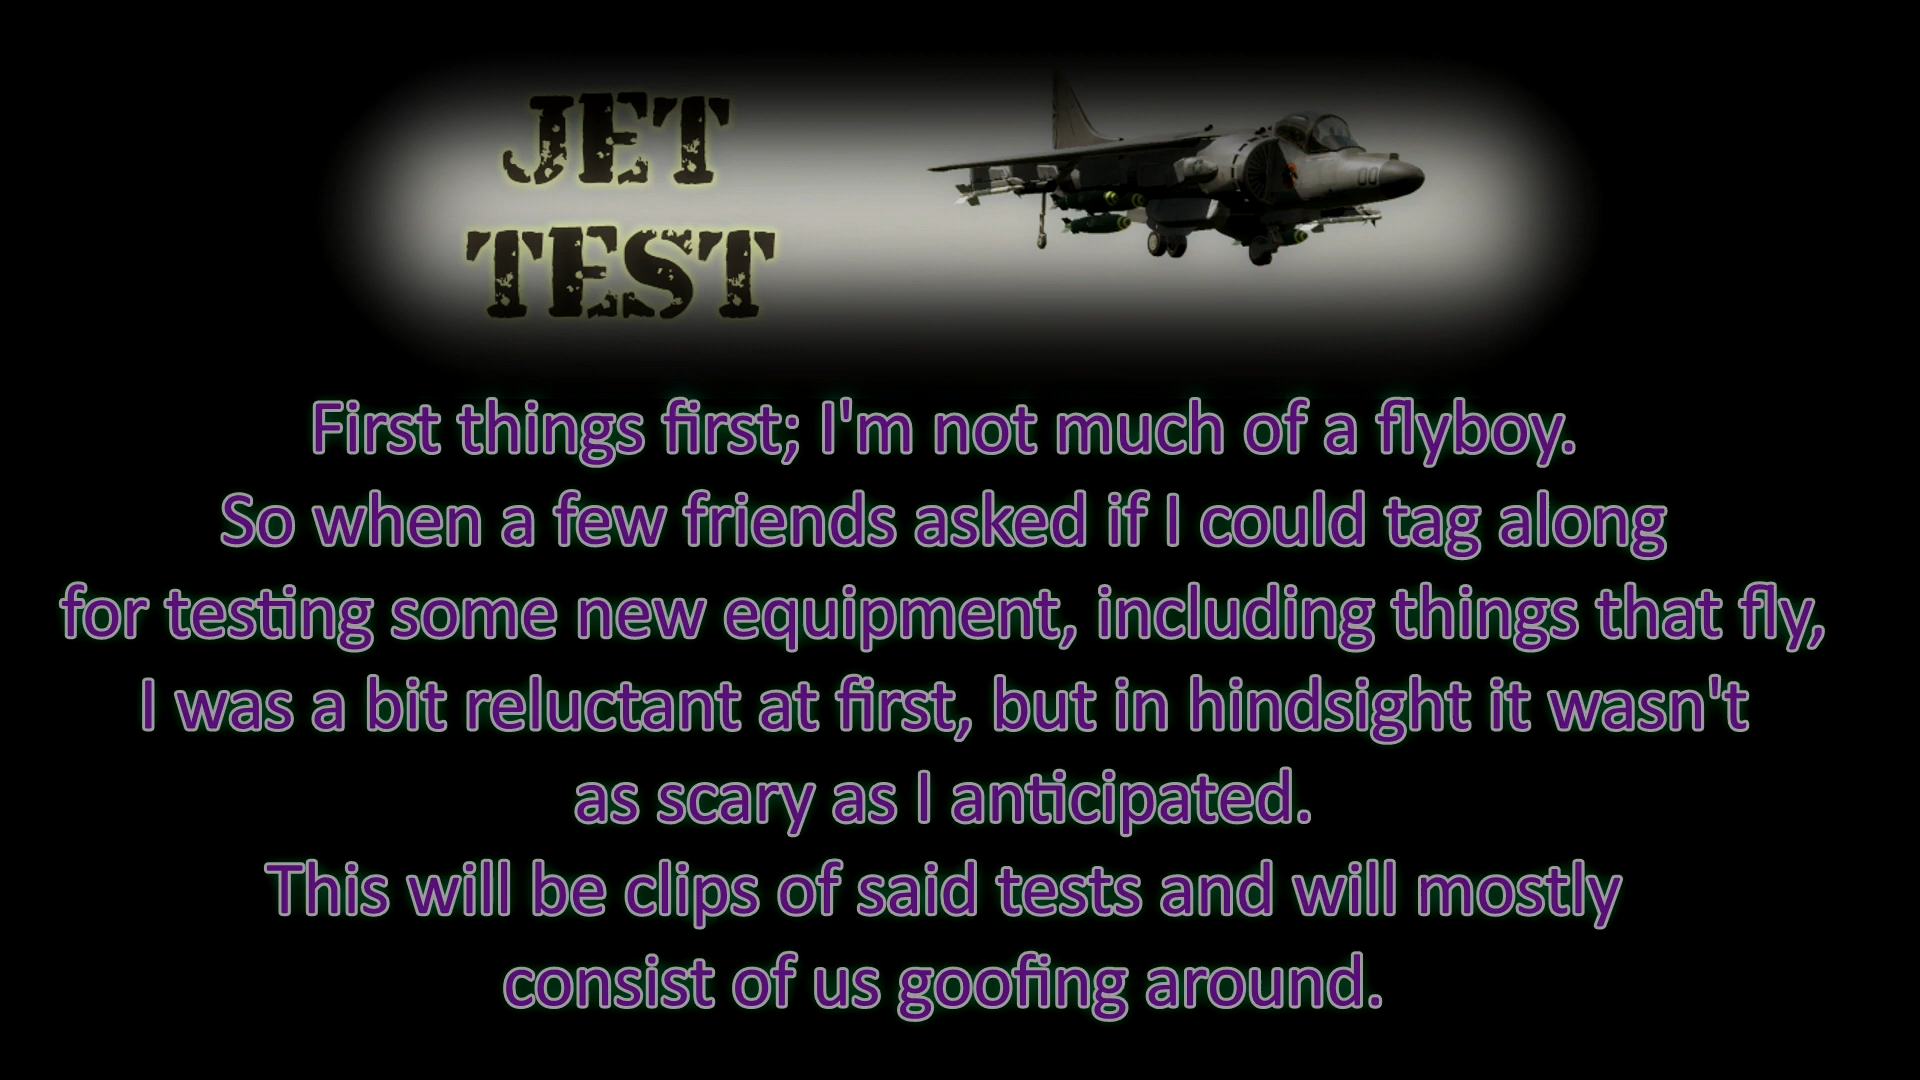 JET
TEST
00
First things first; I'm not much of a flyboy.
So when a few friends asked if I could tag along
for testing some new equipment, including things that fly,
I was a bit reluctant at first, but in hindsight it wasn't
as scary as I anticipated.
This will be clips of said tests and will mostly
consist of us goofing around.